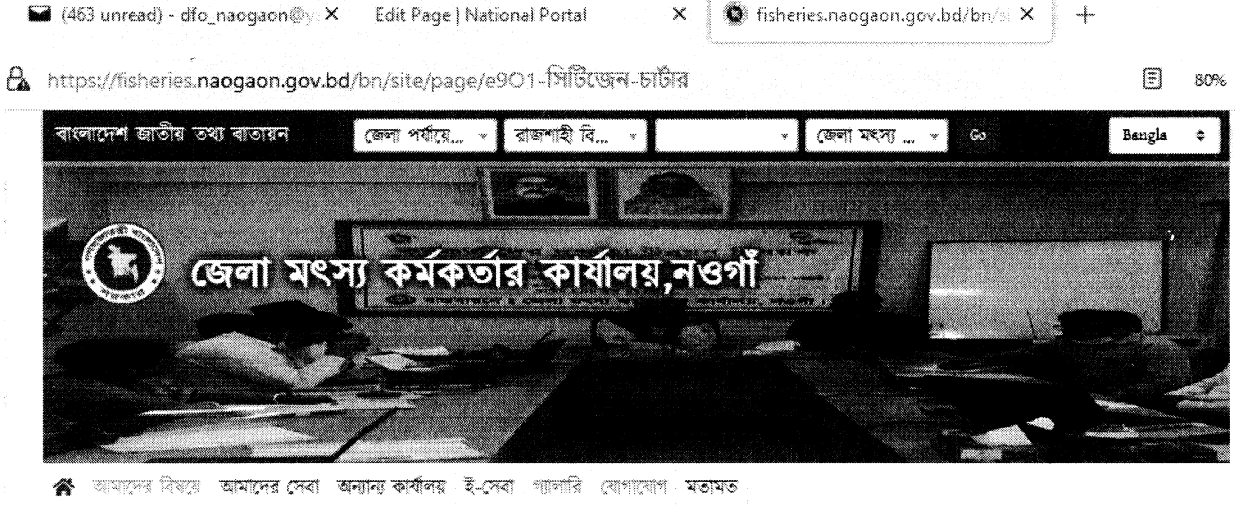 (463 unread) - dfo_naogaon@y Edit Page | National Portal fisheries.naogaon.gov.bd/bn/si
https://fisheries.naogaon.gov.bd/bn/site/page/e9O1-সিটিজেন-চার্টার 80%
বাংলাদেশ জাতীয় তথ্য বাতায়ন জেলা পর্যায়ে... রাজশাহী বি... জেলা মৎস্য ... Go Bangla
জেলা মৎস্য কর্মকর্তার কার্যালয়,নওগাঁ
আমাদের বিষয়ে আমাদের সেবা অন্যান্য কার্যালয় ই-সেবা গ্যালারি যোগাযোগ মতামত